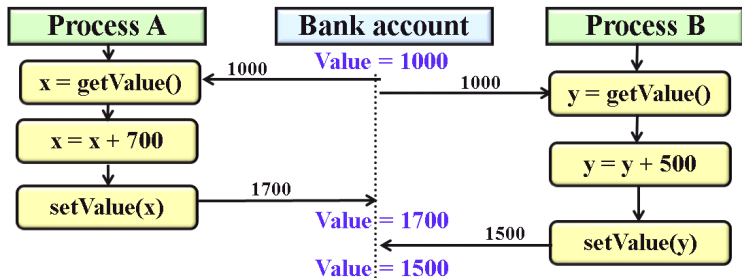 Process A
Bank account
Process B
Value = 1000
1000
x = getValue()
1000
y = getValue()
x = x + 700
y = y + 500
1700
setValue(x)
Value = 1700
1500
setValue(y)
Value = 1500